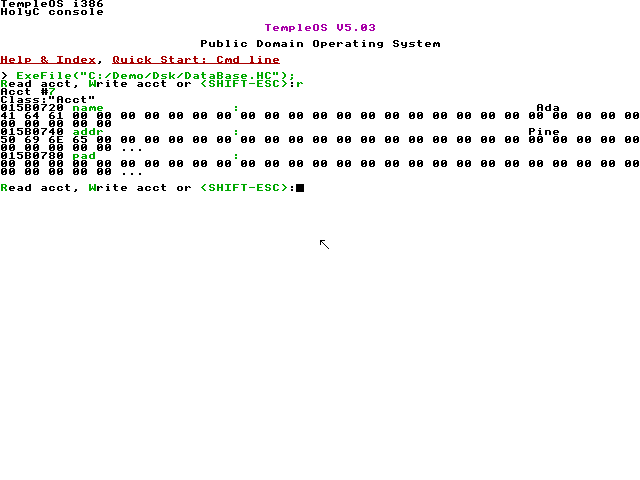 TempleOS i386
HolyC console
TempleOS V5.03
Public Domain Operating System
Help & Index, Quick Start: Cmd line
> ExeFile("C:/Demo/Dsk/DataBase.HC");
Read acct, Write acct or <SHIFT-ESC>:r
Acct #7
Class:"Acct"
015B0720 name : Ada
41 64 61 00 00 00 00 00 00 00 00 00 00 00 00 00 00 00 00 00 00 00 00 00 00 00 00
00 00 00 00 00
015B0740 addr : Pine
50 69 6E 65 00 00 00 00 00 00 00 00 00 00 00 00 00 00 00 00 00 00 00 00 00 00 00
00 00 00 00 00 ...
015B0780 pad :
00 00 00 00 00 00 00 00 00 00 00 00 00 00 00 00 00 00 00 00 00 00 00 00 00 00 00
00 00 00 00 00 ...
Read acct, Write acct or <SHIFT-ESC>: